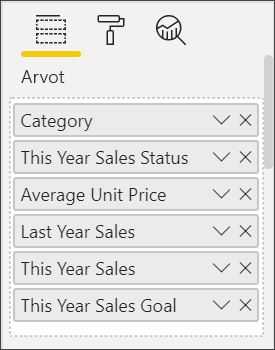 Arvot
Category
This Year Sales Status
Average Unit Price
Last Year Sales
This Year Sales
This Year Sales Goal